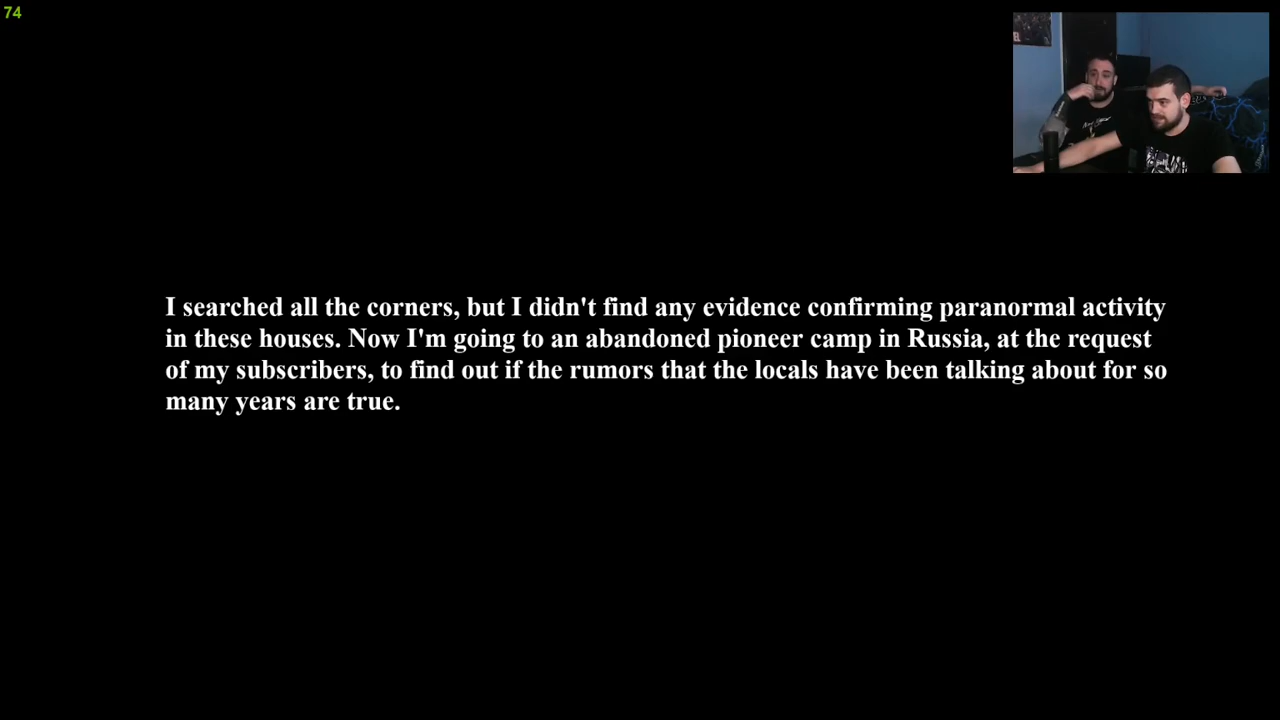 74
I searched all the corners, but I didn't find any evidence confirming paranormal activity
in these houses. Now I'm going to an abandoned pioneer camp in Russia, at the request
of my subscribers, to find out if the rumors that the locals have been talking about for so
many years are true.